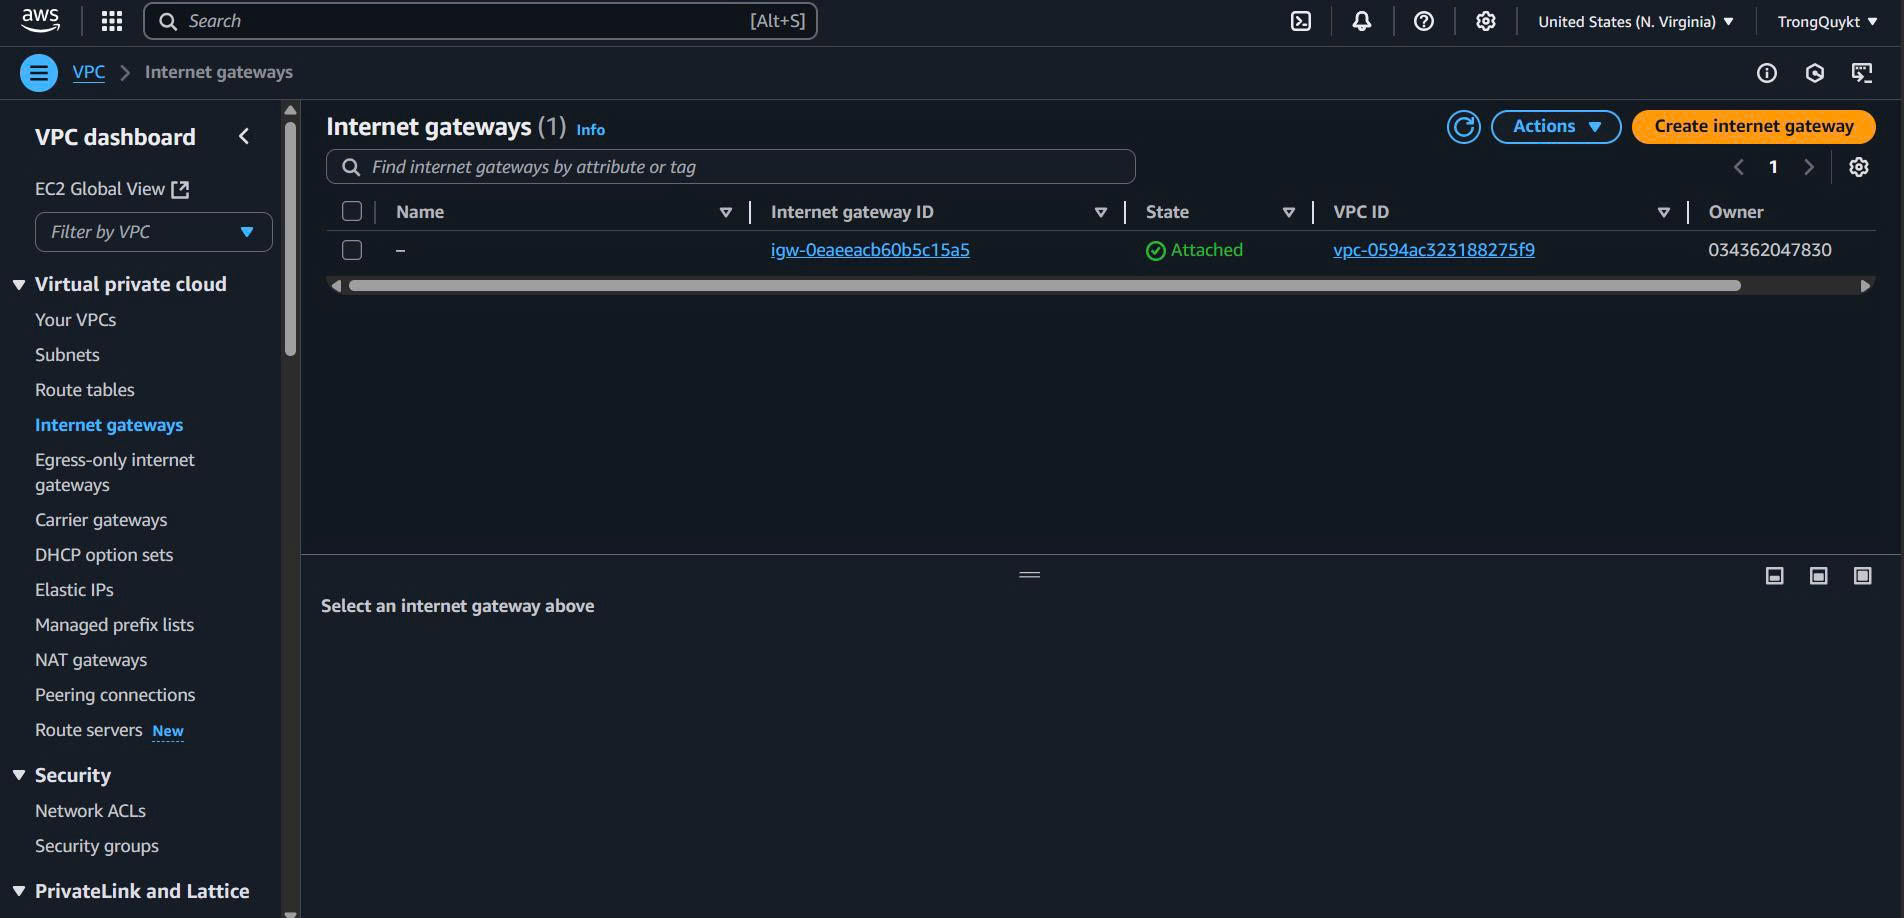 aws
Search [Alt+S]
United States (N. Virginia)
TrongQuykt
VPC
Internet gateways
VPC dashboard
EC2 Global View
Filter by VPC
Virtual private cloud
Your VPCs
Subnets
Route tables
Internet gateways
Egress-only internet
gateways
Carrier gateways
DHCP option sets
Elastic IPs
Managed prefix lists
NAT gateways
Peering connections
Route servers New
Security
Network ACLs
Security groups
PrivateLink and Lattice
Internet gateways (1) Info
Actions
Create internet gateway
Find internet gateways by attribute or tag
1
Name Internet gateway ID State VPC ID Owner
– igw-0eaeeacb60b5c15a5 Attached vpc-0594ac323188275f9 034362047830
Select an internet gateway above